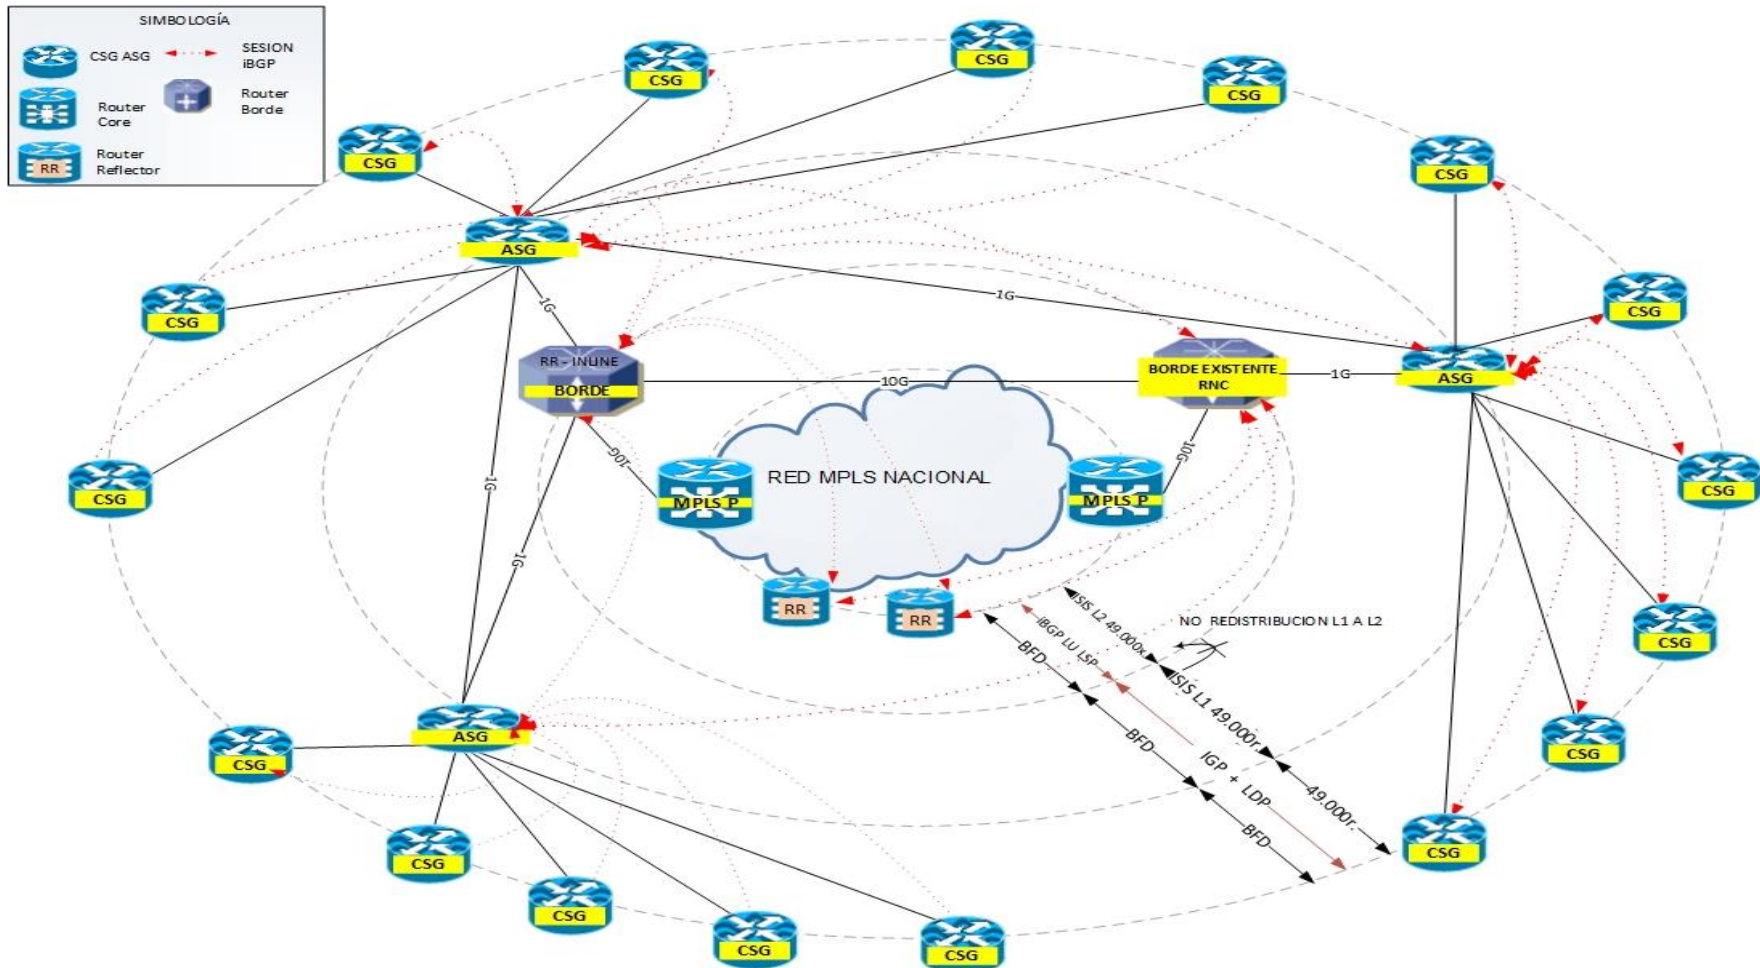 SIMBOLOGÍA
CSG ASG
SESION
iBGP
Router
Core
Router
Borde
RR
Router
Reflector
CSG
CSG
CSG
CSG
CSG
CSG
ASG
CSG
1G
1G
RR - INLINE
BORDE
10G
BORDE EXISTENTE
RNC
1G
ASG
CSG
CSG
1G
10G
10G
RED MPLS NACIONAL
MPLS P
MPLS P
CSG
1G
RR
RR
ISIS L2 49.000x.
NO REDISTRIBUCION L1 A L2
iBGP LU LSP
BFD
ISIS L1 49.000r.
CSG
ASG
BFD
IGP + LDP
49.000r.
BFD
CSG
CSG
CSG
CSG
CSG
CSG
CSG